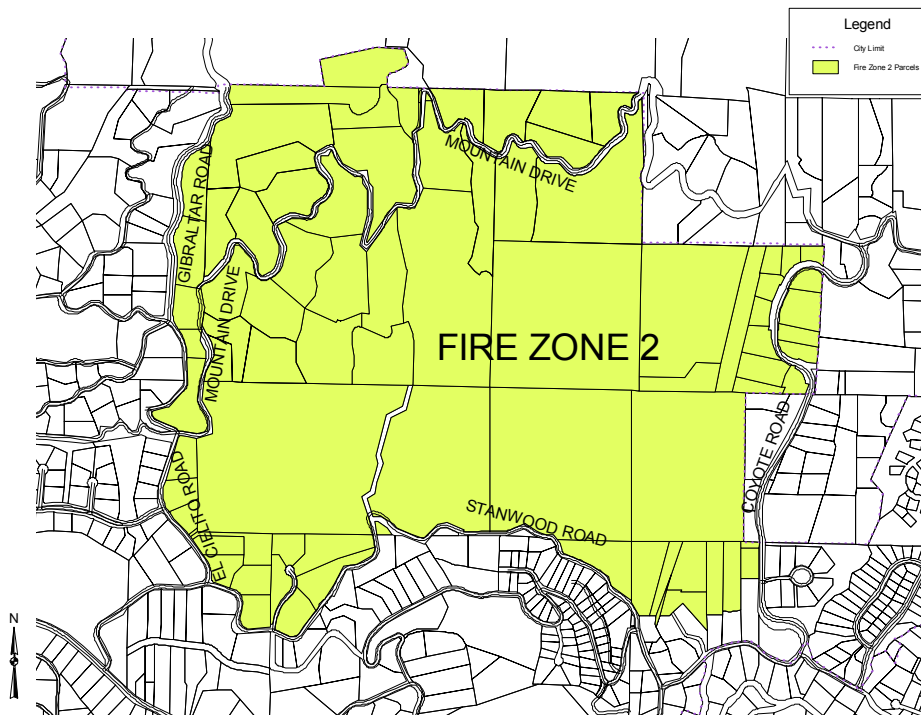 Legend
City Limit
Fire Zone 2 Parcels
MOUNTAIN DRIVE
GIBRALTAR ROAD
MOUNTAIN DRIVE
FIRE ZONE 2
COYOTE ROAD
EL CIELITO ROAD
STANWOOD ROAD
N